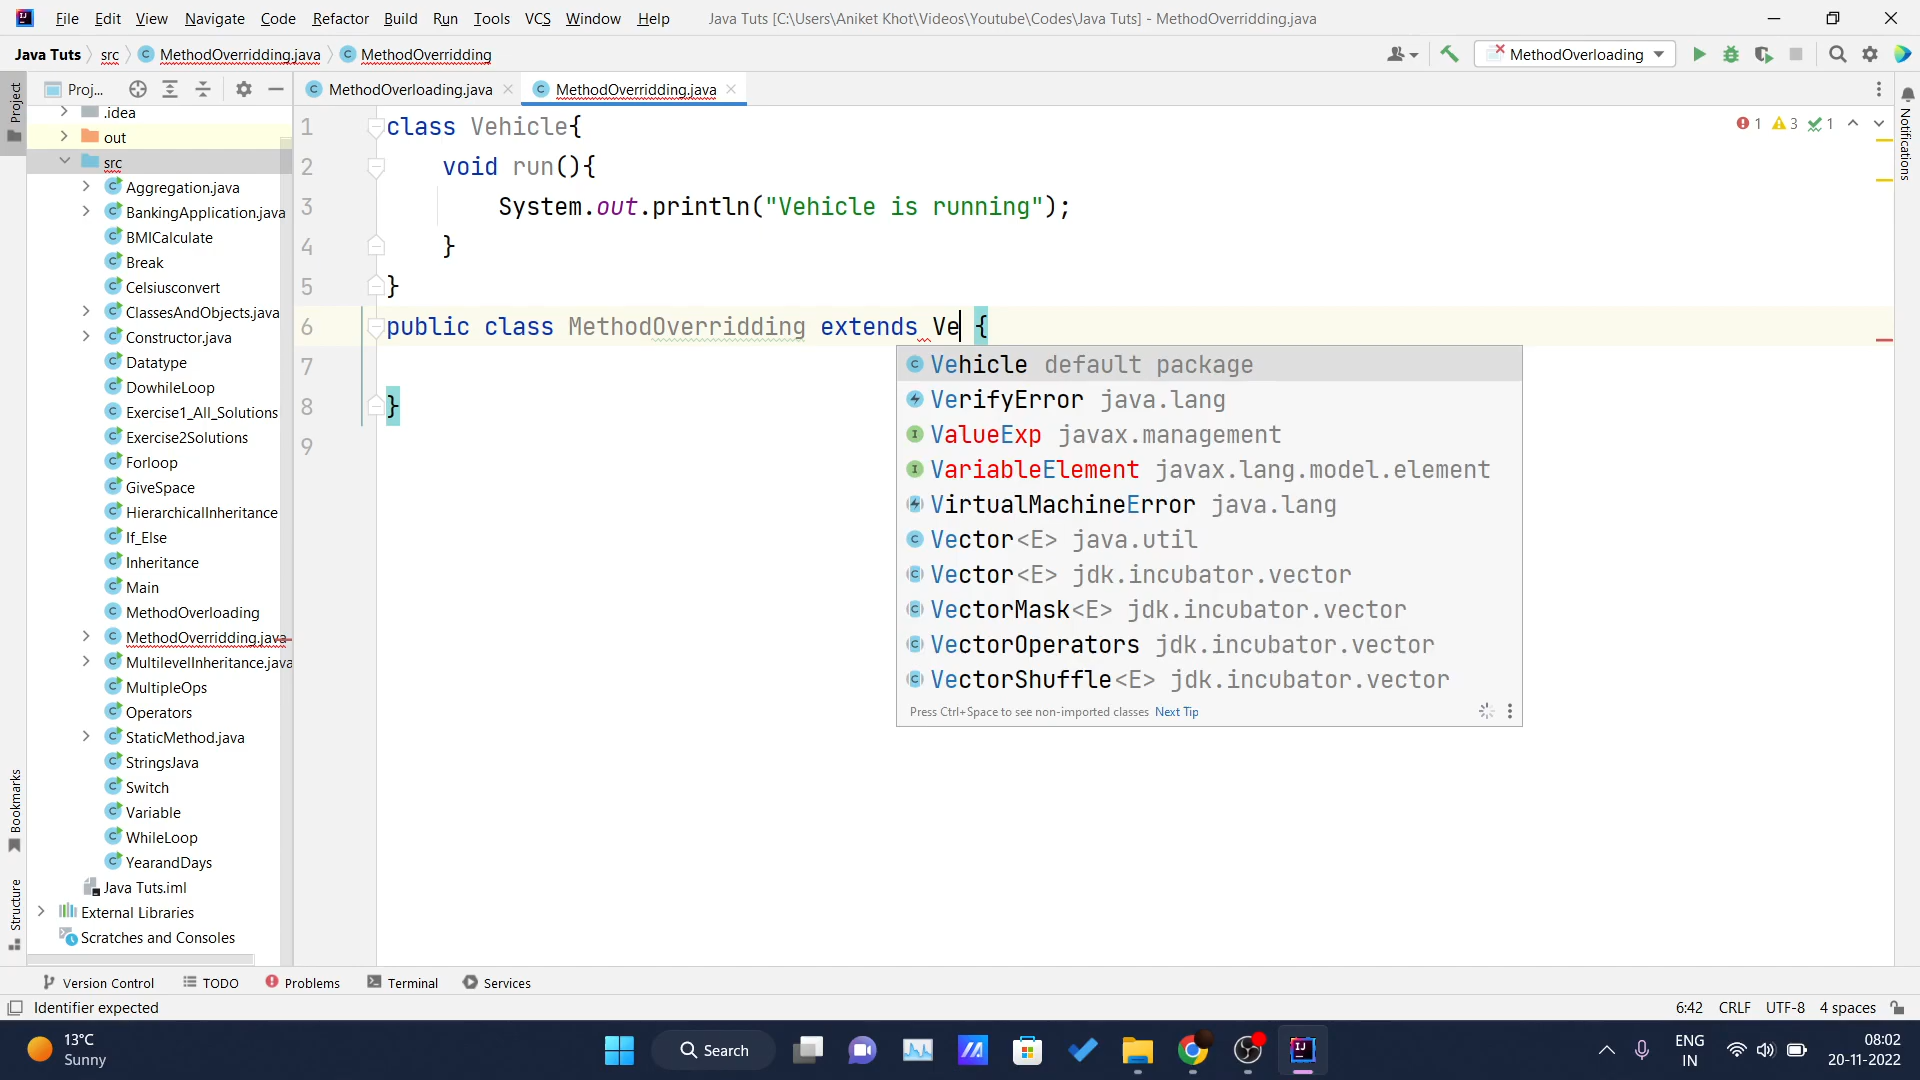 File Edit View Navigate Code Refactor Build Run Tools VCS Window Help Java Tuts [C:\Users\Aniket Khot\Videos\Youtube\Codes\Java Tuts] - MethodOverridding.java
Java Tuts src MethodOverridding.java MethodOverridding MethodOverloading
Project Proj... MethodOverloading.java MethodOverridding.java Notifications
.idea
out
src
Aggregation.java
BankingApplication.java
BMICalculate
Break
Celsiusconvert
ClassesAndObjects.java
Constructor.java
Datatype
DowhileLoop
Exercise1_All_Solutions
Exercise2Solutions
Forloop
GiveSpace
HierarchicalInheritance
If_Else
Inheritance
Main
MethodOverloading
MethodOverridding.java
MultilevelInheritance.java
MultipleOps
Operators
StaticMethod.java
StringsJava
Switch
Variable
WhileLoop
YearandDays
Java Tuts.iml
External Libraries
Scratches and Consoles
Bookmarks
Structure
1 class Vehicle{
2 void run(){
3 System.out.println("Vehicle is running");
4 }
5 }
6 public class MethodOverridding extends Ve {
7
8 }
9
1 3 1
Vehicle default package
VerifyError java.lang
ValueExp javax.management
VariableElement javax.lang.model.element
VirtualMachineError java.lang
Vector<E> java.util
Vector<E> jdk.incubator.vector
VectorMask<E> jdk.incubator.vector
VectorOperators jdk.incubator.vector
VectorShuffle<E> jdk.incubator.vector
Press Ctrl+Space to see non-imported classes Next Tip
Version Control TODO Problems Terminal Services
Identifier expected 6:42 CRLF UTF-8 4 spaces
13°C
Sunny
Search
ENG
IN
08:02
20-11-2022